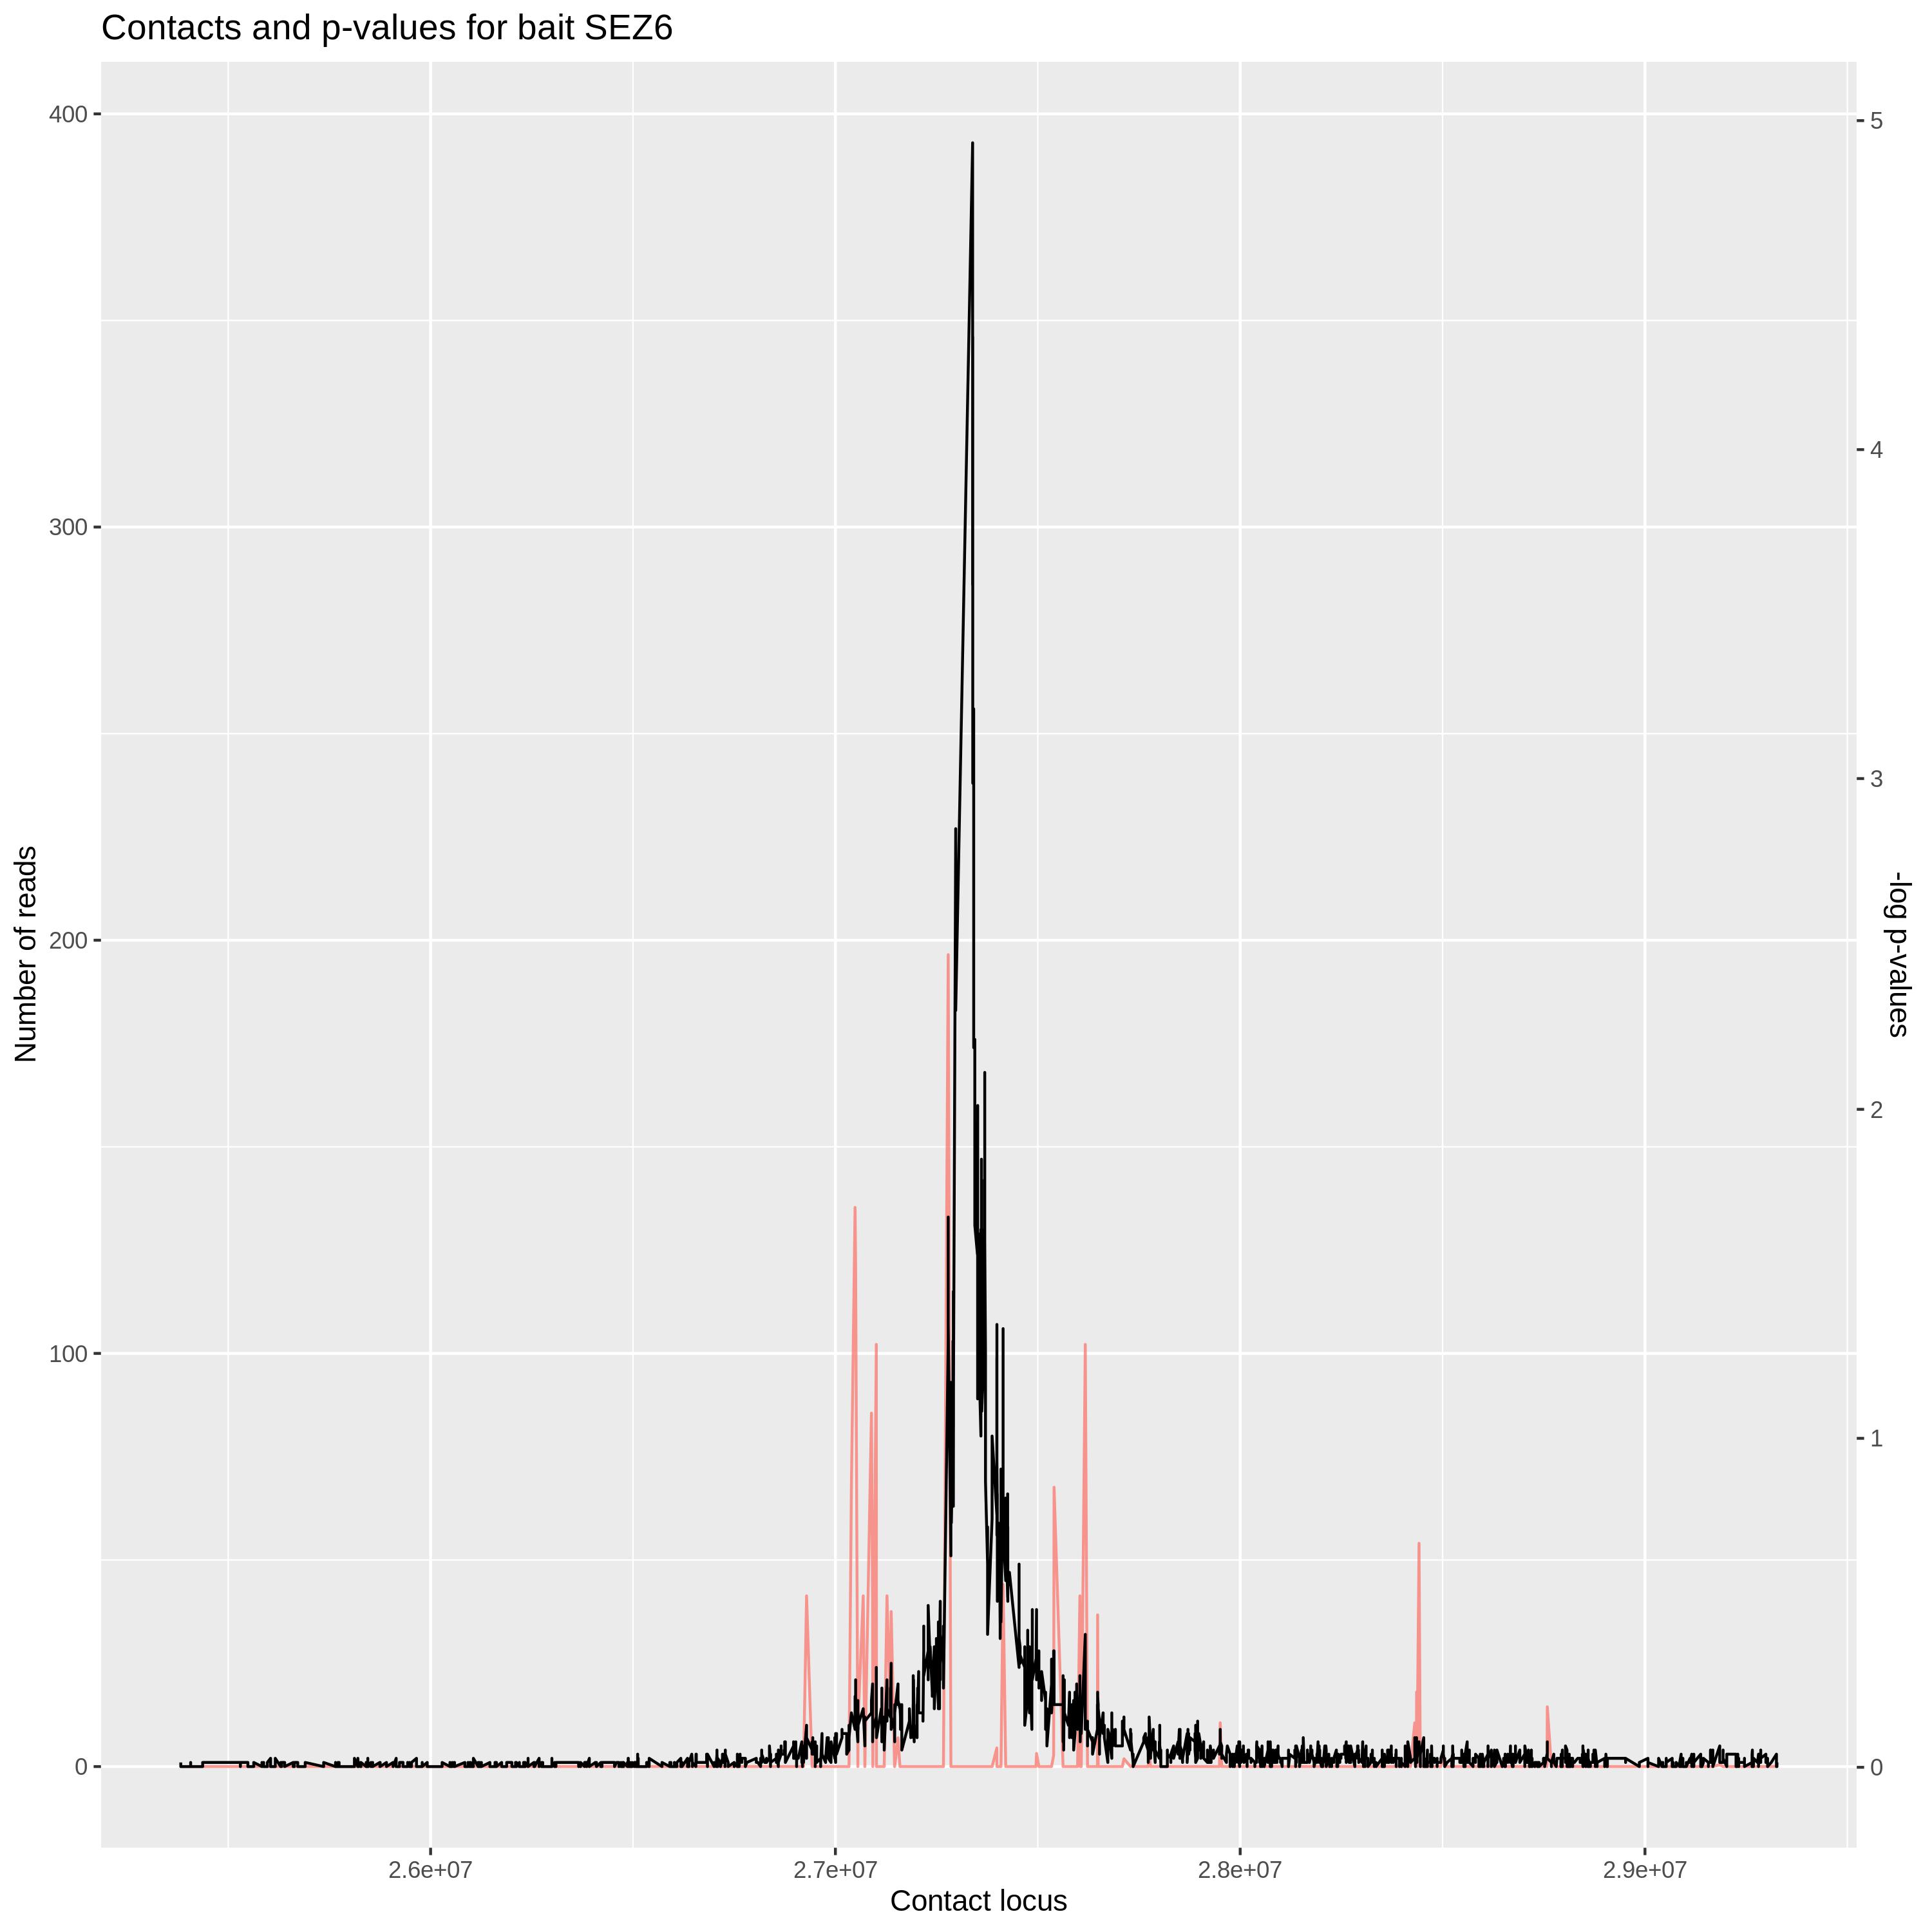 Contacts and p-values for bait SEZ6
400
300
200
100
0
Number of reads
5
4
3
2
1
0
-log p-values
2.6e+07
2.7e+07
2.8e+07
2.9e+07
Contact locus